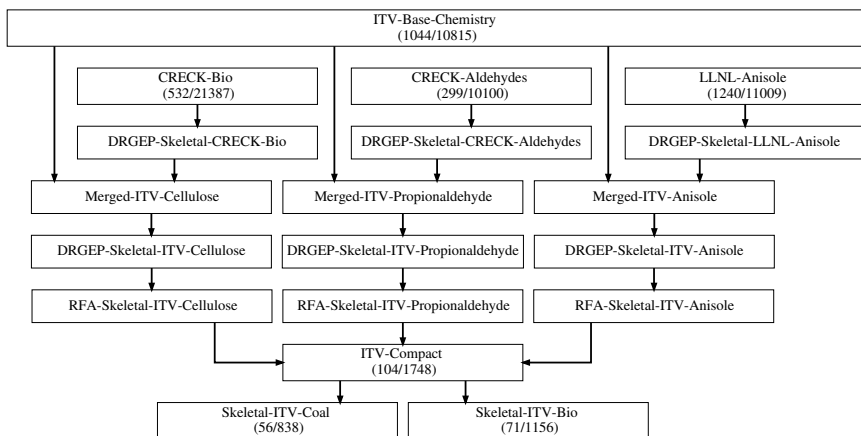 ITV-Base-Chemistry
(1044/10815)
CRECK-Bio
(532/21387)
CRECK-Aldehydes
(299/10100)
LLNL-Anisole
(1240/11009)
DRGEP-Skeletal-CRECK-Bio
DRGEP-Skeletal-CRECK-Aldehydes
DRGEP-Skeletal-LLNL-Anisole
Merged-ITV-Cellulose
Merged-ITV-Propionaldehyde
Merged-ITV-Anisole
DRGEP-Skeletal-ITV-Cellulose
DRGEP-Skeletal-ITV-Propionaldehyde
DRGEP-Skeletal-ITV-Anisole
RFA-Skeletal-ITV-Cellulose
RFA-Skeletal-ITV-Propionaldehyde
RFA-Skeletal-ITV-Anisole
ITV-Compact
(104/1748)
Skeletal-ITV-Coal
(56/838)
Skeletal-ITV-Bio
(71/1156)